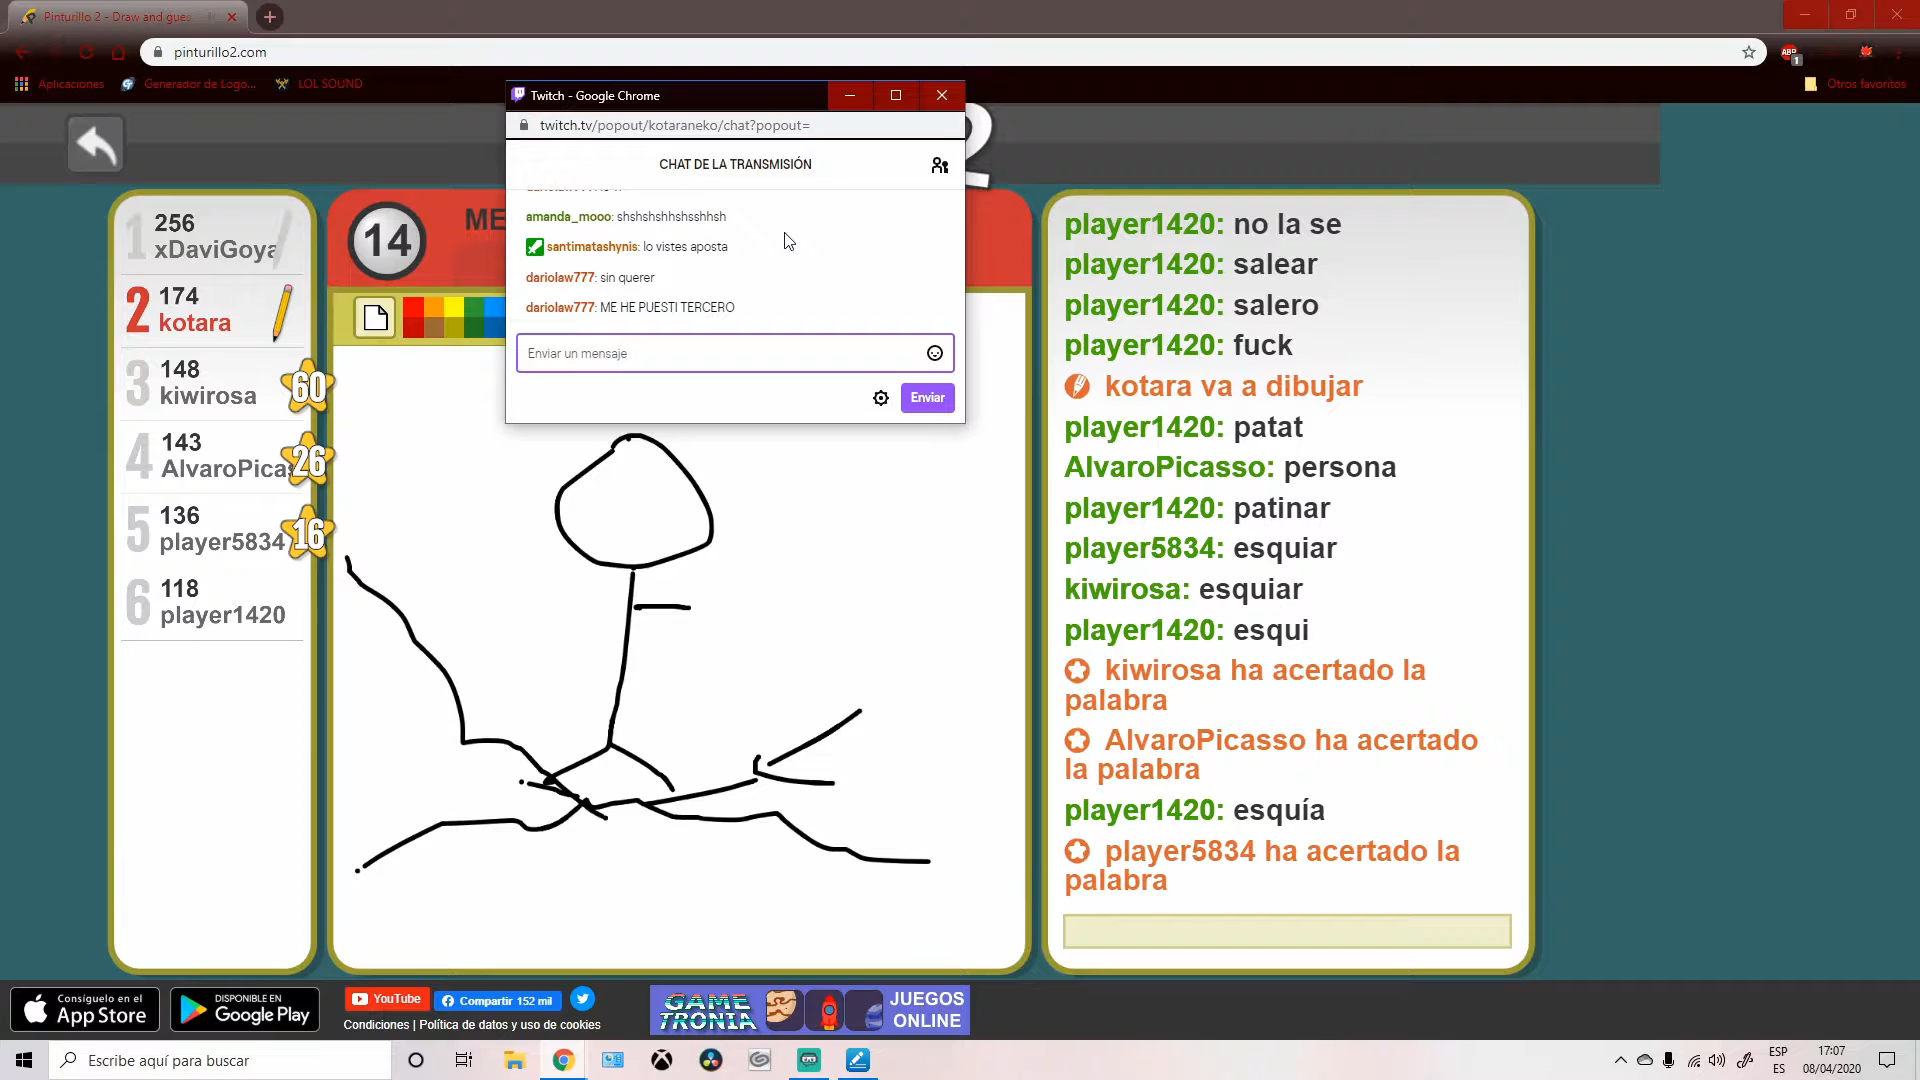 Pinturillo 2 - Draw and gues
pinturillo2.com
ABP
1
Aplicaciones
Generador de Logo...
LOL SOUND
Otros favoritos
Twitch - Google Chrome
twitch.tv/popout/kotaraneko/chat?popout=
CHAT DE LA TRANSMISIÓN
amanda_mooo: shshshshhshsshhsh
santimatashynis: lo vistes aposta
dariolaw777: sin querer
dariolaw777: ME HE PUESTI TERCERO
Enviar un mensaje
Enviar
2
1 256
xDaviGoya
2 174
kotara
3 148
kiwirosa
60
4 143
AlvaroPicas
26
5 136
player5834
16
6 118
player1420
14
ME
player1420: no la se
player1420: salear
player1420: salero
player1420: fuck
kotara va a dibujar
player1420: patat
AlvaroPicasso: persona
player1420: patinar
player5834: esquiar
kiwirosa: esquiar
player1420: esqui
kiwirosa ha acertado la
palabra
AlvaroPicasso ha acertado
la palabra
player1420: esquía
player5834 ha acertado la
palabra
Consíguelo en el
App Store
DISPONIBLE EN
Google Play
YouTube
Compartir 152 mil
Condiciones | Política de datos y uso de cookies
GAME
TRONIA
JUEGOS
ONLINE
Escribe aquí para buscar
ESP
ES
17:07
08/04/2020